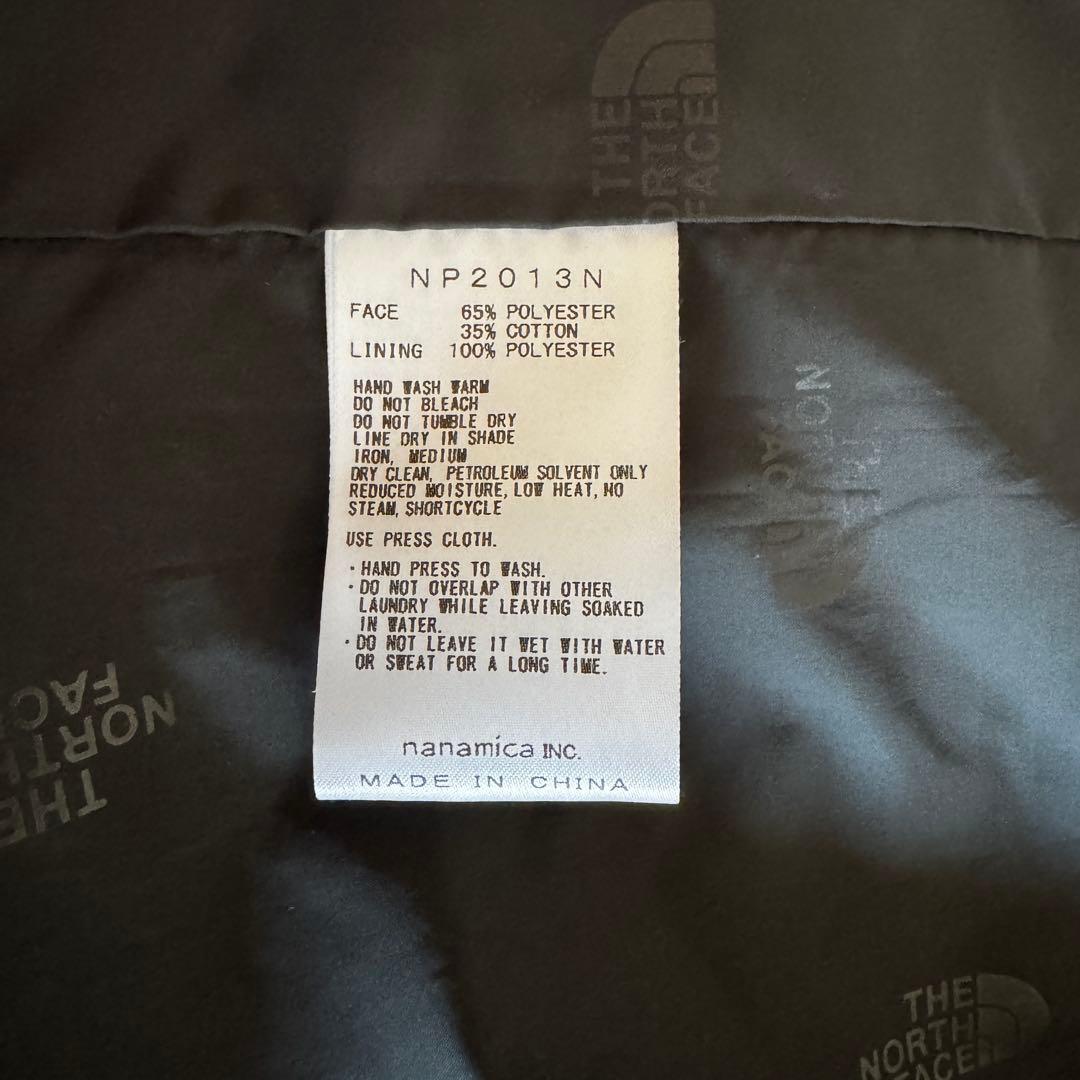 THE
NORTH
FACE
NP2013N
FACE 65% POLYESTER
35% COTTON
LINING 100% POLYESTER
HAND WASH WARM
DO NOT BLEACH
DO NOT TUMBLE DRY
LINE DRY IN SHADE
IRON, MEDIUM
DRY CLEAN, PETROLEUM SOLVENT ONLY
REDUCED MOISTURE, LOW HEAT, NO
STEAM, SHORTCYCLE
USE PRESS CLOTH.
・HAND PRESS TO WASH.
・DO NOT OVERLAP WITH OTHER
LAUNDRY WHILE LEAVING SOAKED
IN WATER.
・DO NOT LEAVE IT WET WITH WATER
OR SWEAT FOR A LONG TIME.
nanamica INC.
MADE IN CHINA
THE
NORTH
FACE
THE
NORTH
FACE